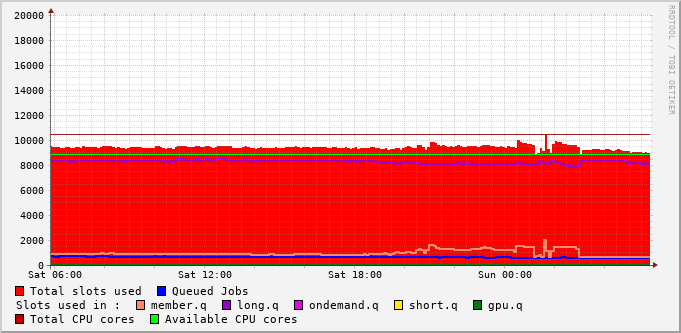 20000
18000
16000
14000
12000
10000
8000
6000
4000
2000
0
Sat 06:00 Sat 12:00 Sat 18:00 Sun 00:00
Total slots used Queued Jobs
Slots used in : member.q long.q ondemand.q short.q gpu.q
Total CPU cores Available CPU cores
RRDTOOL / TOBI OETIKER